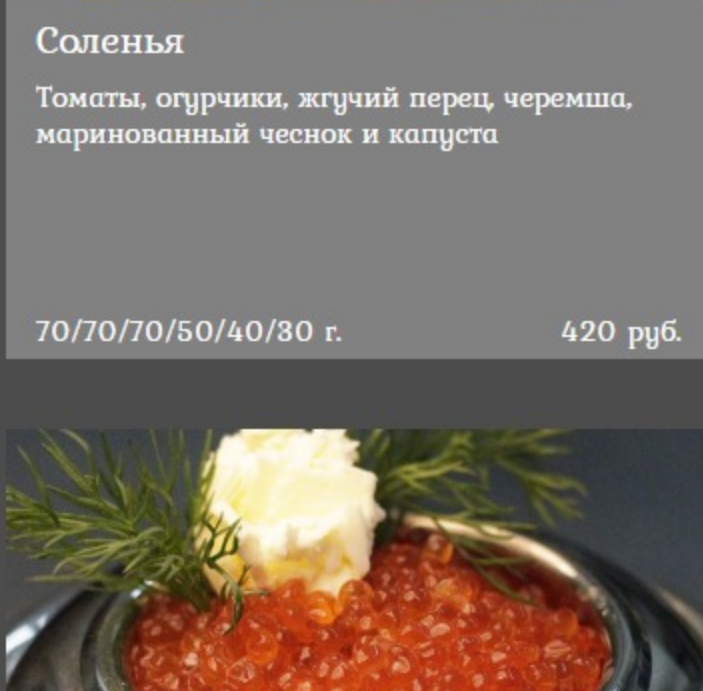 Соленья
Томаты, огурчики, жгучий перец, черемша,
маринованный чеснок и капуста
70/70/70/50/40/30 г.
420 руб.